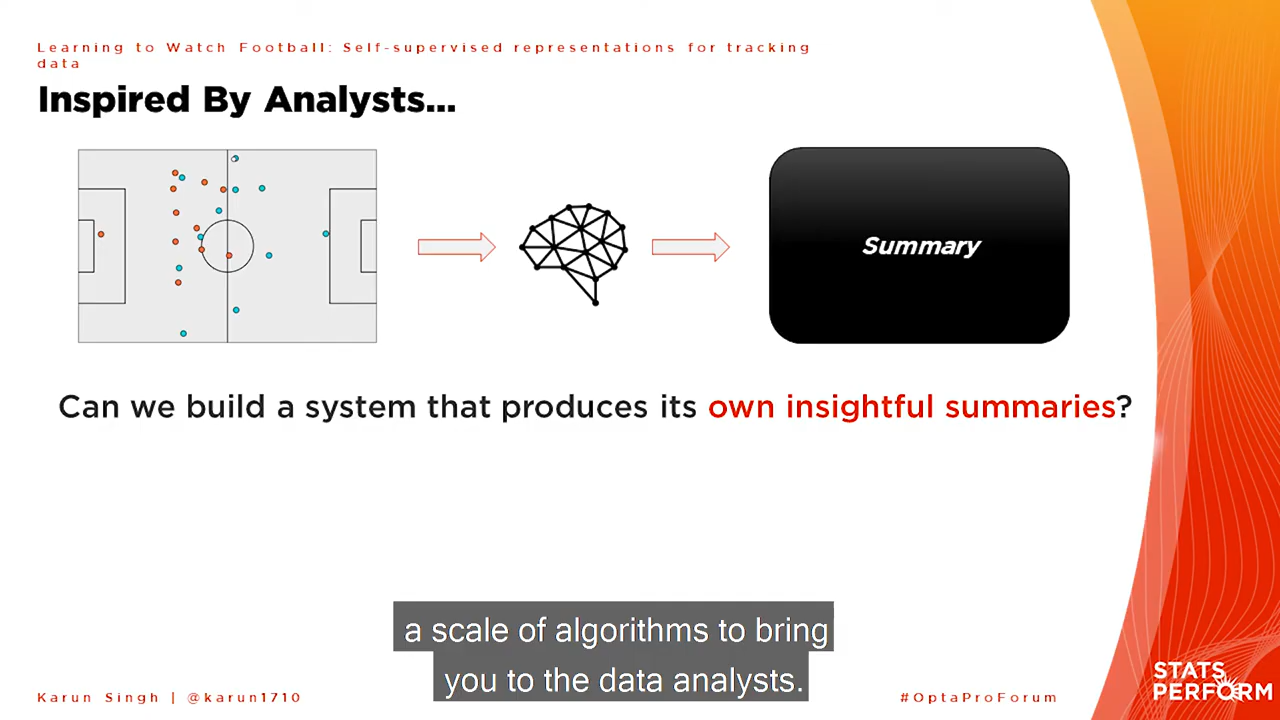 Learning to Watch Football: Self-supervised representations for tracking
data
Inspired By Analysts...
Summary
Can we build a system that produces its own insightful summaries?
a scale of algorithms to bring
you to the data analysts.
Karun Singh | @karun1710
#OptaProForum
STATS
PERFORM